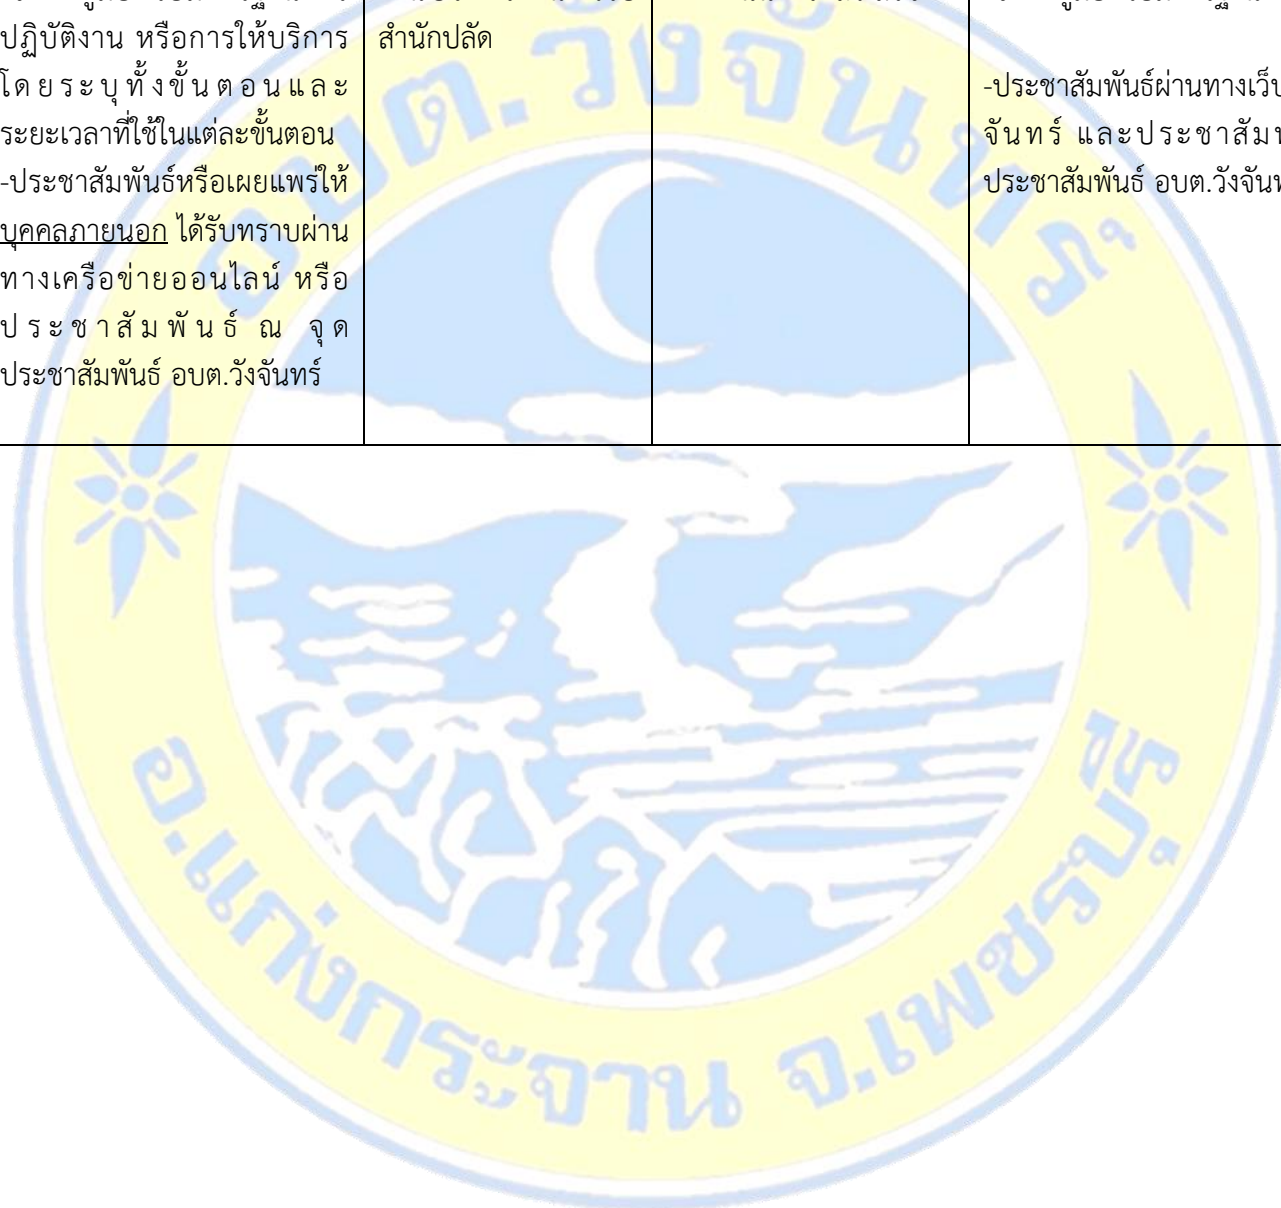 ปฏิบัติงาน หรือการให้บริการ
โดยระบุทั้งขั้นตอนและ
ระยะเวลาที่ใช้ในแต่ละขั้นตอน
-ประชาสัมพันธ์หรือเผยแพร่ให้
บุคคลภายนอก ได้รับทราบผ่าน
ทางเครือข่ายออนไลน์ หรือ
ประชาสัมพันธ์ ณ จุด
ประชาสัมพันธ์ อบต.วังจันทร์
สำนักปลัด
-ประชาสัมพันธ์ผ่านทางเว็บ
จันทร์ และประชาสัม
ประชาสัมพันธ์ อบต.วังจัน
อบต.วังจันทร์
อ.แก่งกระจาน จ.เพชรบุรี